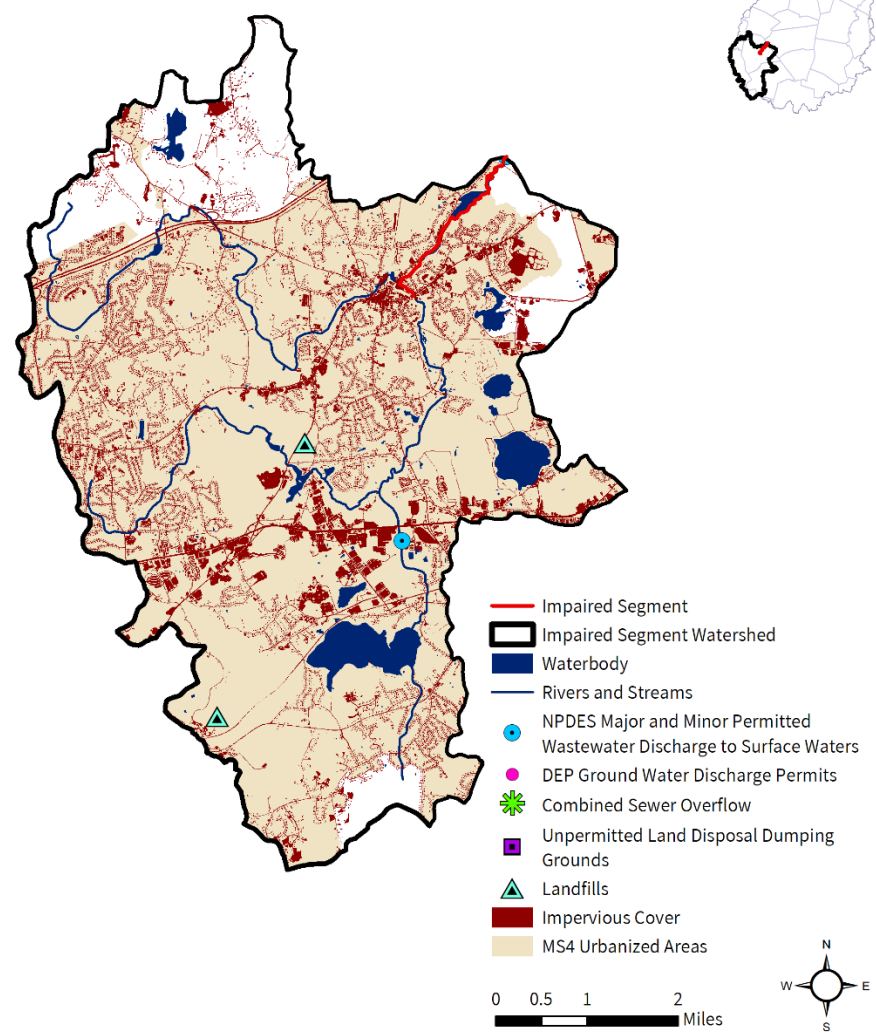 Impaired Segment
Impaired Segment Watershed
Waterbody
Rivers and Streams
NPDES Major and Minor Permitted
Wastewater Discharge to Surface Waters
DEP Ground Water Discharge Permits
Combined Sewer Overflow
Unpermitted Land Disposal Dumping
Grounds
Landfills
Impervious Cover
MS4 Urbanized Areas
N
W E
S
0 0.5 1 2
Miles